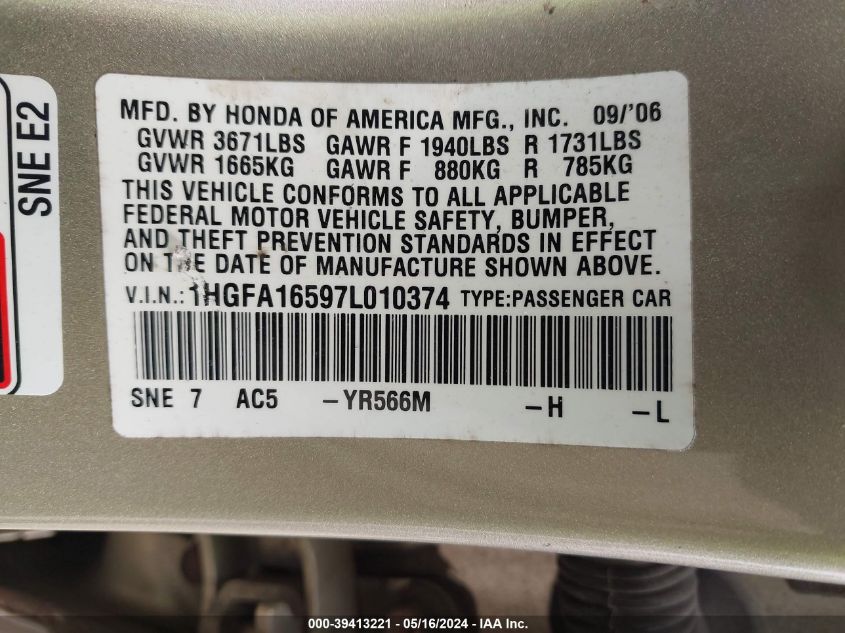 SNE E2
MFD. BY HONDA OF AMERICA MFG., INC. 09/'06
GVWR 3671LBS GAWR F 1940LBS R 1731LBS
GVWR 1665KG GAWR F 880KG R 785KG
THIS VEHICLE CONFORMS TO ALL APPLICABLE
FEDERAL MOTOR VEHICLE SAFETY, BUMPER,
AND THEFT PREVENTION STANDARDS IN EFFECT
ON THE DATE OF MANUFACTURE SHOWN ABOVE.
V.I.N.: 1HGFA16597L010374 TYPE:PASSENGER CAR
SNE 7 AC5 -YR566M -H -L
000-39413221 - 05/16/2024 - IAA Inc.